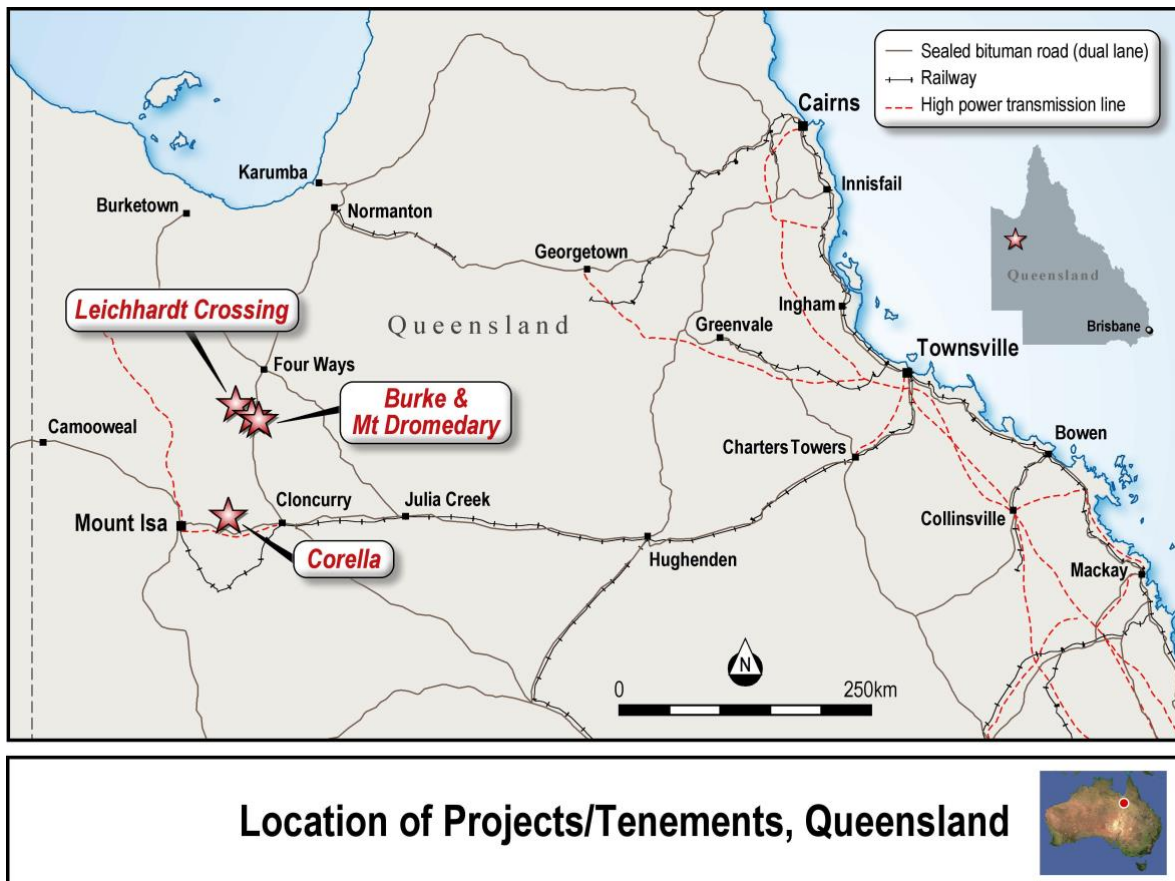 Sealed bituman road (dual lane)
Railway
High power transmission line
Cairns
Karumba
Innisfail
Burketown
Normanton
Georgetown
Queensland
Brisbane
Leichhardt Crossing
Queensland
Ingham
Greenvale
Townsville
Four Ways
Burke &
Mt Dromedary
Camooweal
Charters Towers
Bowen
Mount Isa
Cloncurry
Julia Creek
Collinsville
Corella
Hughenden
Mackay
N
0 250km
Location of Projects/Tenements, Queensland